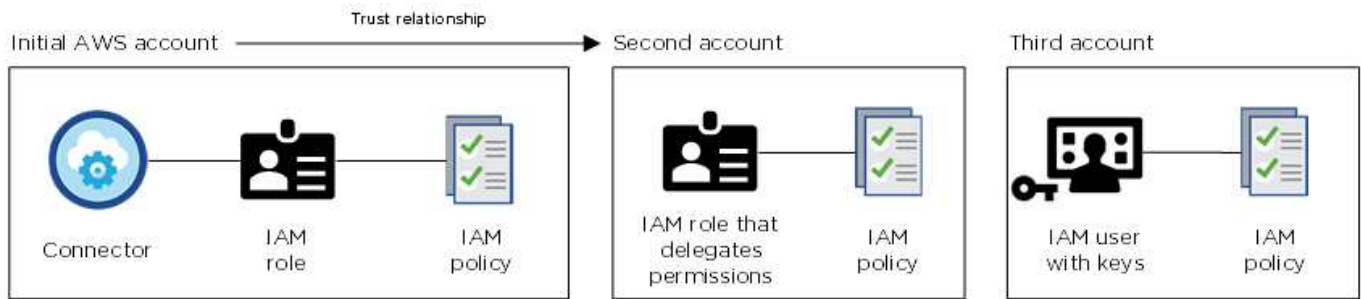 Trust relationship
Initial AWS account
Second account
Third account
Connector
IAM
role
IAM
policy
IAM role that
delegates
permissions
IAM
policy
IAM user
with keys
IAM
policy